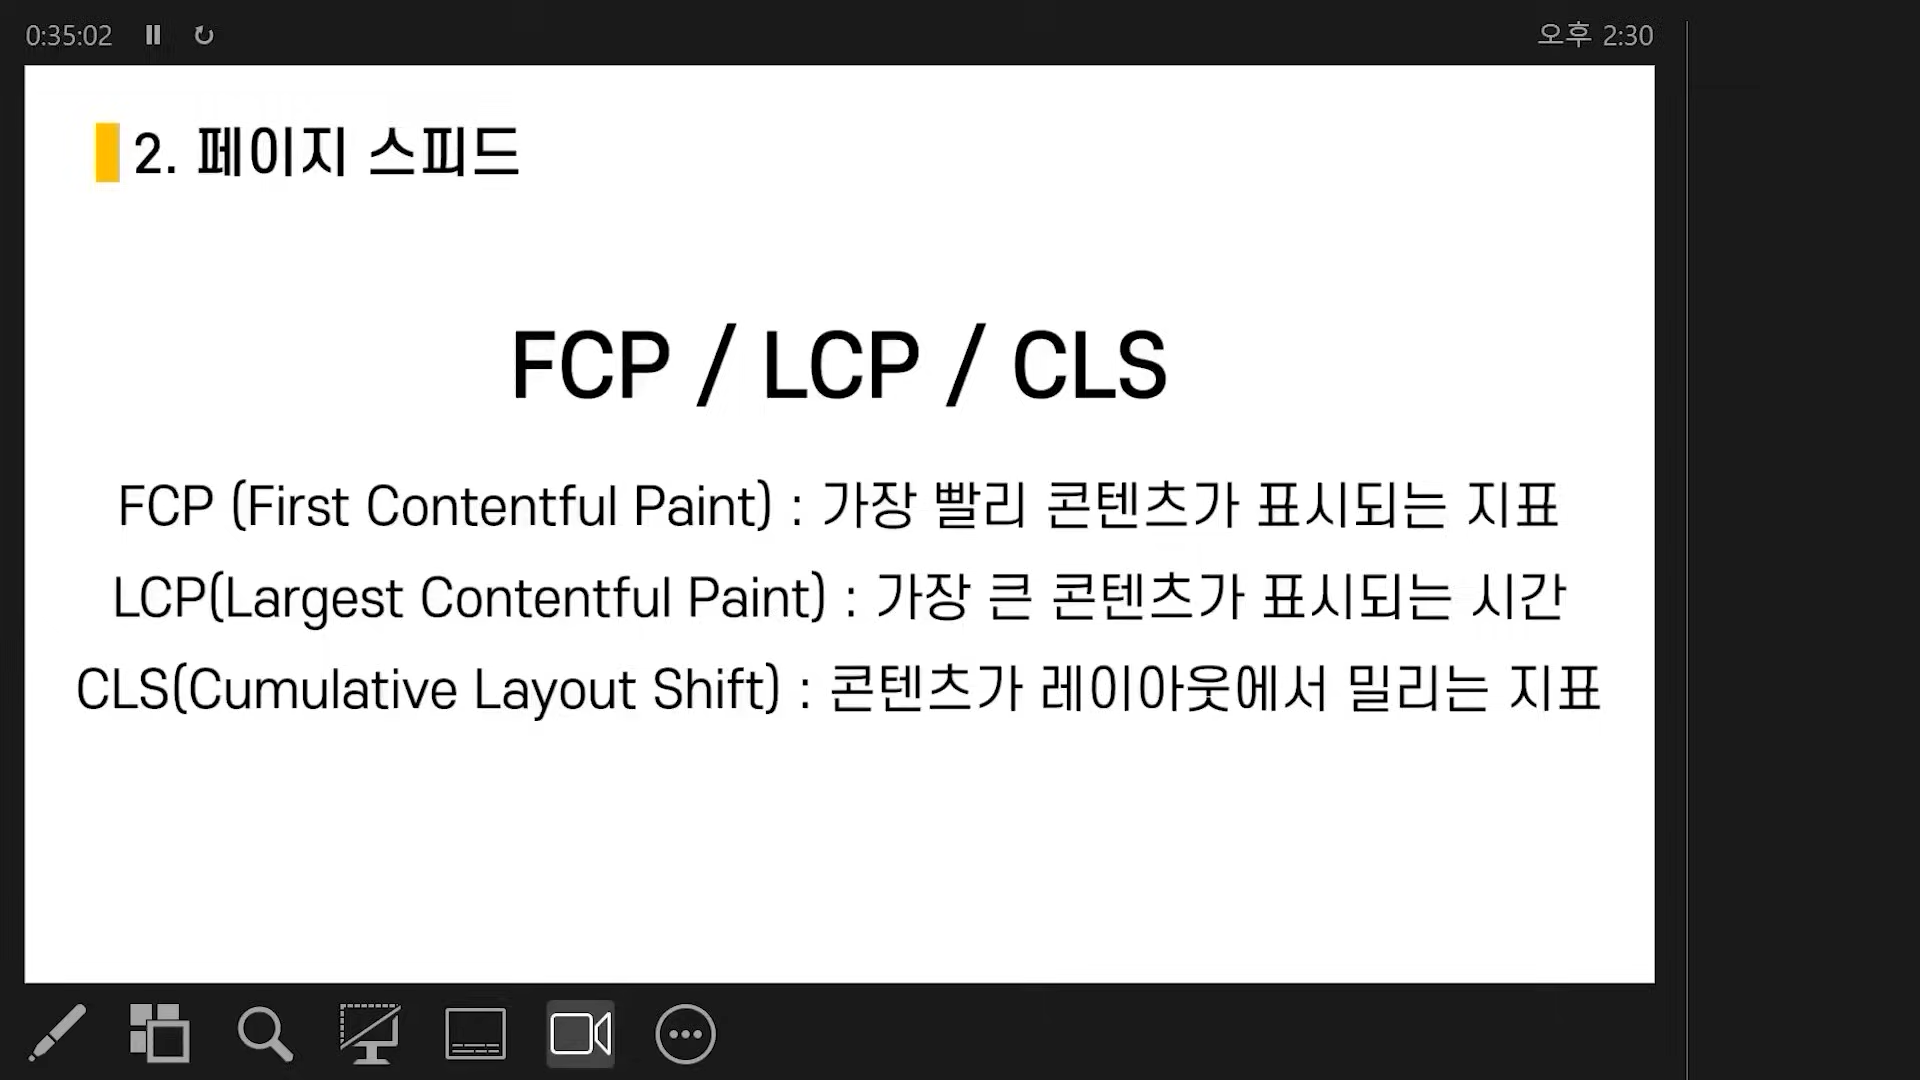 0:35:02
오후 2:30
2. 페이지 스피드
FCP / LCP / CLS
FCP (First Contentful Paint) : 가장 빨리 콘텐츠가 표시되는 지표
LCP(Largest Contentful Paint) : 가장 큰 콘텐츠가 표시되는 시간
CLS(Cumulative Layout Shift) : 콘텐츠가 레이아웃에서 밀리는 지표